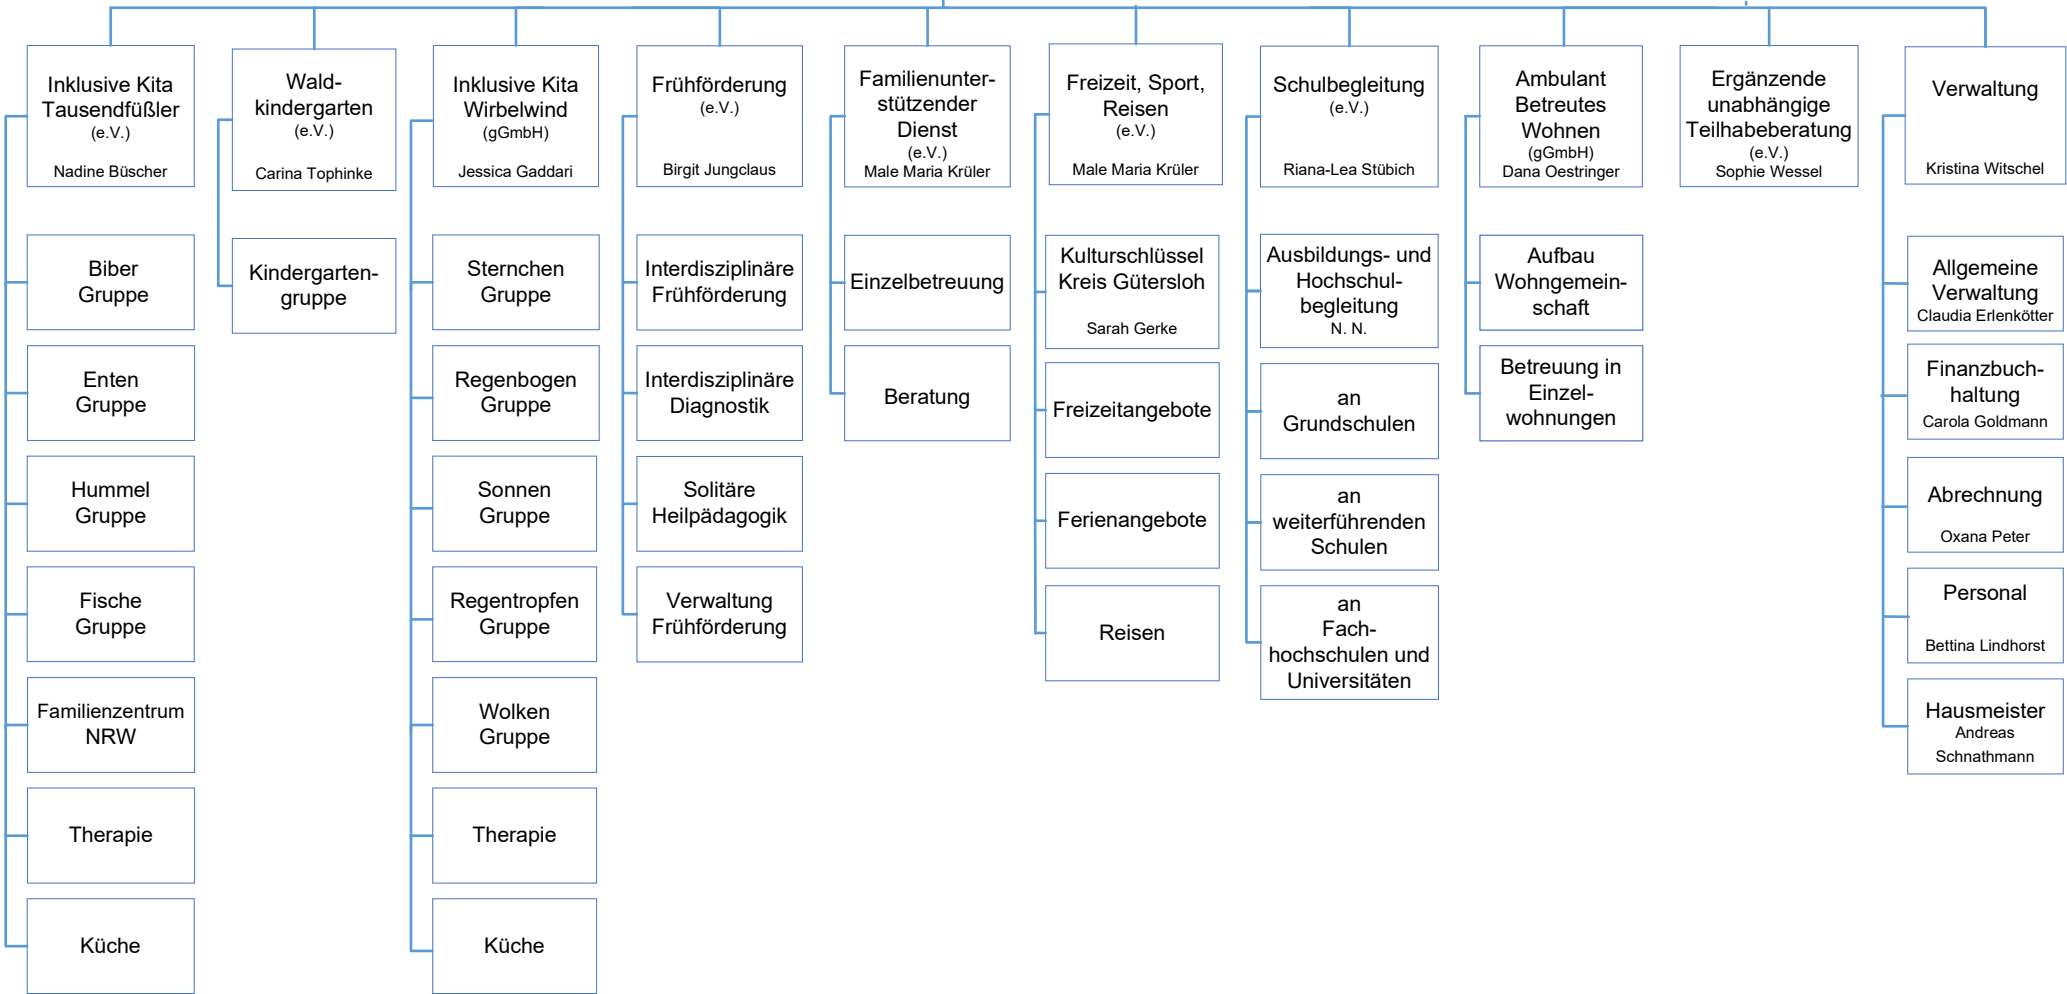 Inklusive Kita
Tausendfüßler
(e.V.)
Nadine Büscher
Biber
Gruppe
Enten
Gruppe
Hummel
Gruppe
Fische
Gruppe
Familienzentrum
NRW
Therapie
Küche
Wald-
kindergarten
(e.V.)
Carina Tophinke
Kindergarten-
gruppe
Inklusive Kita
Wirbelwind
(gGmbH)
Jessica Gaddari
Sternchen
Gruppe
Regenbogen
Gruppe
Sonnen
Gruppe
Regentropfen
Gruppe
Wolken
Gruppe
Therapie
Küche
Frühförderung
(e.V.)
Birgit Jungclaus
Interdisziplinäre
Frühförderung
Interdisziplinäre
Diagnostik
Solitäre
Heilpädagogik
Verwaltung
Frühförderung
Familienunter-
stützender
Dienst
(e.V.)
Male Maria Krüler
Einzelbetreuung
Beratung
Freizeit, Sport,
Reisen
(e.V.)
Male Maria Krüler
Kulturschlüssel
Kreis Gütersloh
Sarah Gerke
Freizeitangebote
Ferienangebote
Reisen
Schulbegleitung
(e.V.)
Riana-Lea Stübich
Ausbildungs- und
Hochschul-
begleitung
N. N.
an
Grundschulen
an
weiterführenden
Schulen
an
Fach-
hochschulen und
Universitäten
Ambulant
Betreutes
Wohnen
(gGmbH)
Dana Oestringer
Aufbau
Wohngemein-
schaft
Betreuung in
Einzel-
wohnungen
Ergänzende
unabhängige
Teilhabeberatung
(e.V.)
Sophie Wessel
Verwaltung
Kristina Witschel
Allgemeine
Verwaltung
Claudia Erlenkötter
Finanzbuch-
haltung
Carola Goldmann
Abrechnung
Oxana Peter
Personal
Bettina Lindhorst
Hausmeister
Andreas
Schnathmann